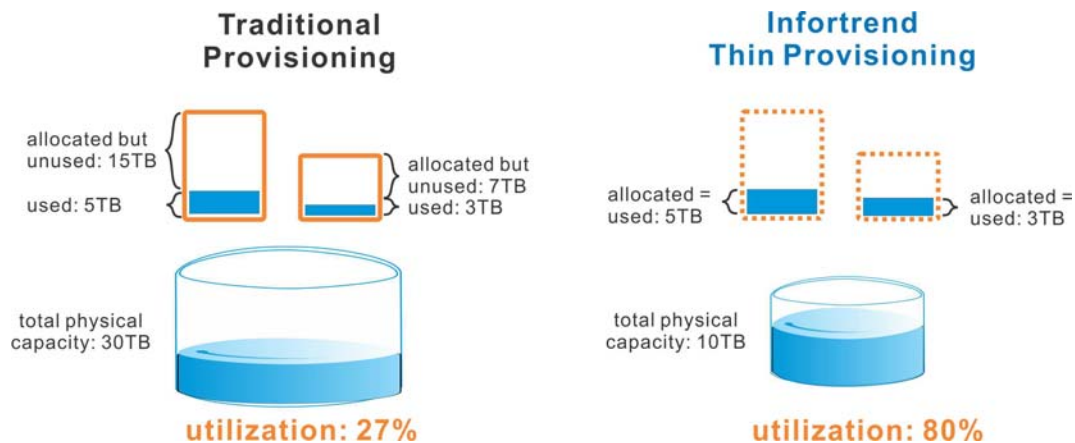 Traditional
Provisioning
allocated but
unused: 15TB
used: 5TB
allocated but
unused: 7TB
used: 3TB
total physical
capacity: 30TB
utilization: 27%
Infortrend
Thin Provisioning
allocated =
used: 5TB
allocated =
used: 3TB
total physical
capacity: 10TB
utilization: 80%